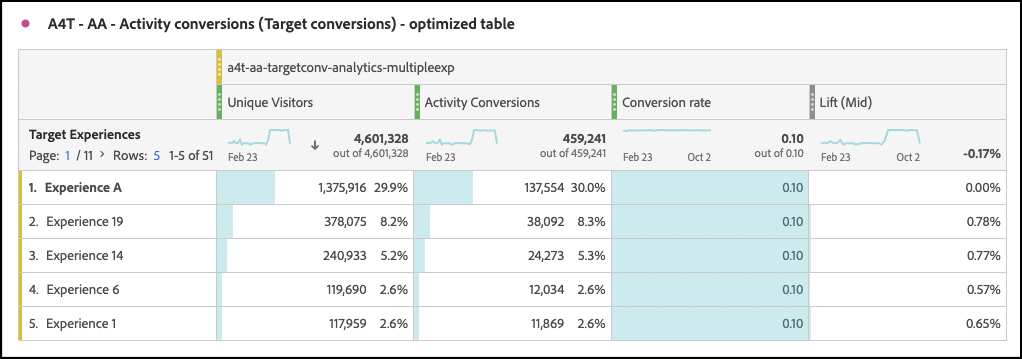 A4T - AA - Activity conversions (Target conversions) - optimized table
a4t-aa-targetconv-analytics-multipleexp
Unique Visitors Activity Conversions Conversion rate Lift (Mid)
Target Experiences
Page: 1 / 11 > Rows: 5 1-5 of 51
Feb 23 ↓ 4,601,328 out of 4,601,328
Feb 23 459,241 out of 459,241
Feb 23 Oct 2 0.10 out of 0.10
Feb 23 Oct 2 -0.17%
1. Experience A 1,375,916 29.9% 137,554 30.0% 0.10 0.00%
2. Experience 19 378,075 8.2% 38,092 8.3% 0.10 0.78%
3. Experience 14 240,933 5.2% 24,273 5.3% 0.10 0.77%
4. Experience 6 119,690 2.6% 12,034 2.6% 0.10 0.57%
5. Experience 1 117,959 2.6% 11,869 2.6% 0.10 0.65%